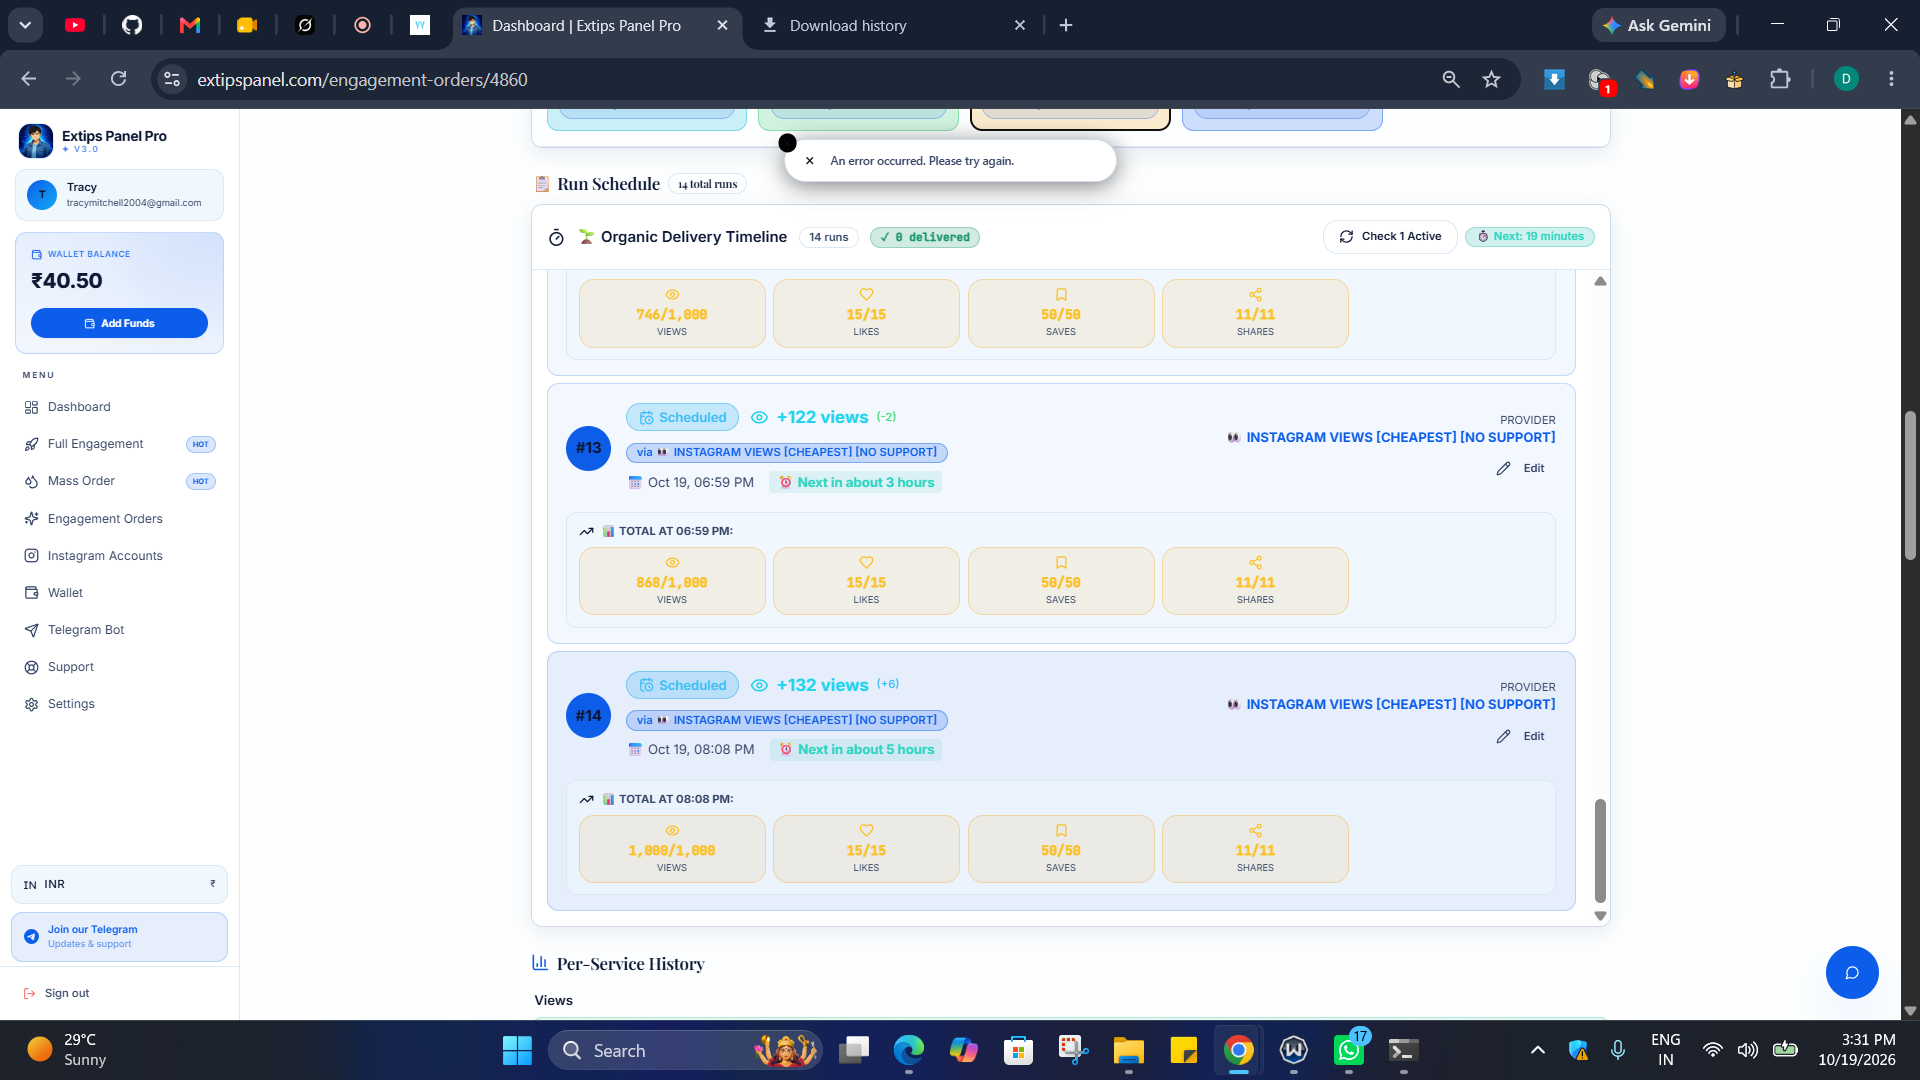 Dashboard | Extips Panel Pro
Download history
Ask Gemini
extipspanel.com/engagement-orders/4860
1
D
Extips Panel Pro
V3.0
T
Tracy
tracymitchell2004@gmail.com
WALLET BALANCE
₹40.50
Add Funds
MENU
Dashboard
Full Engagement HOT
Mass Order HOT
Engagement Orders
Instagram Accounts
Wallet
Telegram Bot
Support
Settings
IN INR ₹
Join our Telegram
Updates & support
Sign out
An error occurred. Please try again.
Run Schedule 14 total runs
Organic Delivery Timeline 14 runs ✓ 0 delivered
Check 1 Active Next: 19 minutes
746/1,000 15/15 50/50 11/11
VIEWS LIKES SAVES SHARES
#13
Scheduled +122 views (-2)
via INSTAGRAM VIEWS [CHEAPEST] [NO SUPPORT]
Oct 19, 06:59 PM Next in about 3 hours
PROVIDER
INSTAGRAM VIEWS [CHEAPEST] [NO SUPPORT]
Edit
TOTAL AT 06:59 PM:
868/1,000 15/15 50/50 11/11
VIEWS LIKES SAVES SHARES
#14
Scheduled +132 views (+6)
via INSTAGRAM VIEWS [CHEAPEST] [NO SUPPORT]
Oct 19, 08:08 PM Next in about 5 hours
PROVIDER
INSTAGRAM VIEWS [CHEAPEST] [NO SUPPORT]
Edit
TOTAL AT 08:08 PM:
1,000/1,000 15/15 50/50 11/11
VIEWS LIKES SAVES SHARES
Per-Service History
Views
29°C
Sunny
Search
17
ENG
IN
3:31 PM
10/19/2026